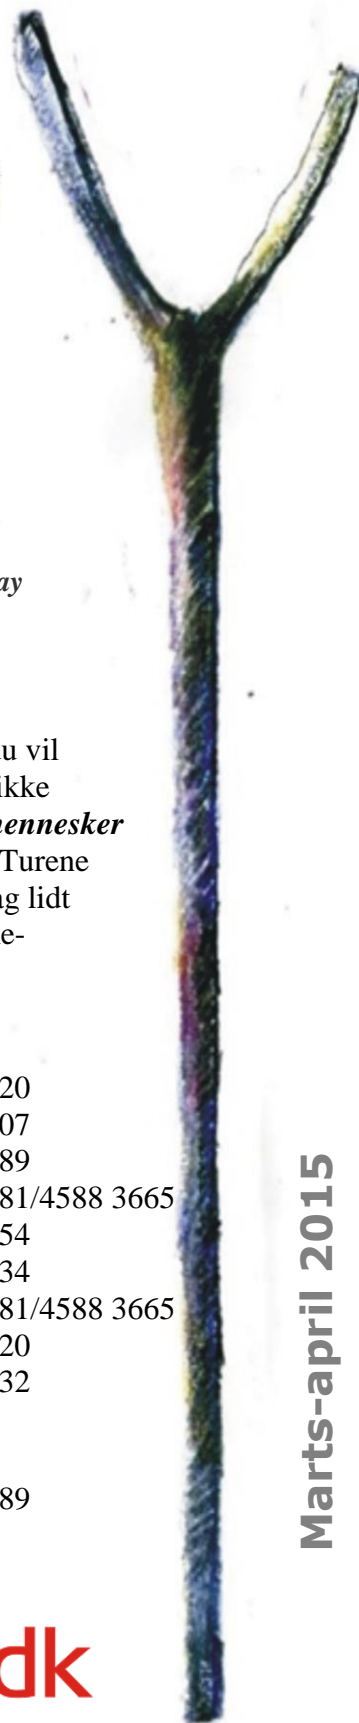 ay
u vil
ikke
mennesker
Turene
ag lidt
e-
20
07
89
81/4588 3665
54
34
81/4588 3665
20
32
89
dk
Marts-april 2015